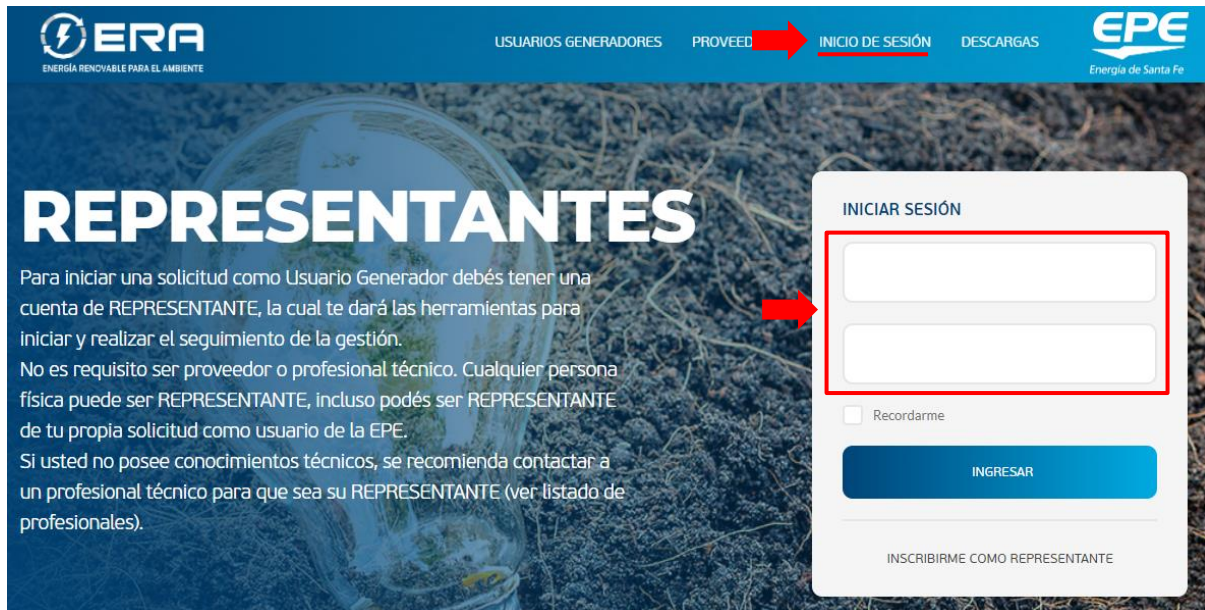 ERA
ENERGÍA RENOVABLE PARA EL AMBIENTE
USUARIOS GENERADORES
INICIO DE SESIÓN
DESCARGAS
EPE
Energía de Santa Fe
REPRESENTANTES
Para iniciar una solicitud como Usuario Generador debés tener una
cuenta de REPRESENTANTE, la cual te dará las herramientas para
iniciar y realizar el seguimiento de la gestión.
No es requisito ser proveedor o profesional técnico. Cualquier persona
física puede ser REPRESENTANTE, incluso podés ser REPRESENTANTE
de tu propia solicitud como usuario de la EPE.
Si usted no posee conocimientos técnicos, se recomienda contactar a
un profesional técnico para que sea su REPRESENTANTE (ver listado de
profesionales).
INICIAR SESIÓN
Recordarme
INGRESAR
INSCRIBIRME COMO REPRESENTANTE